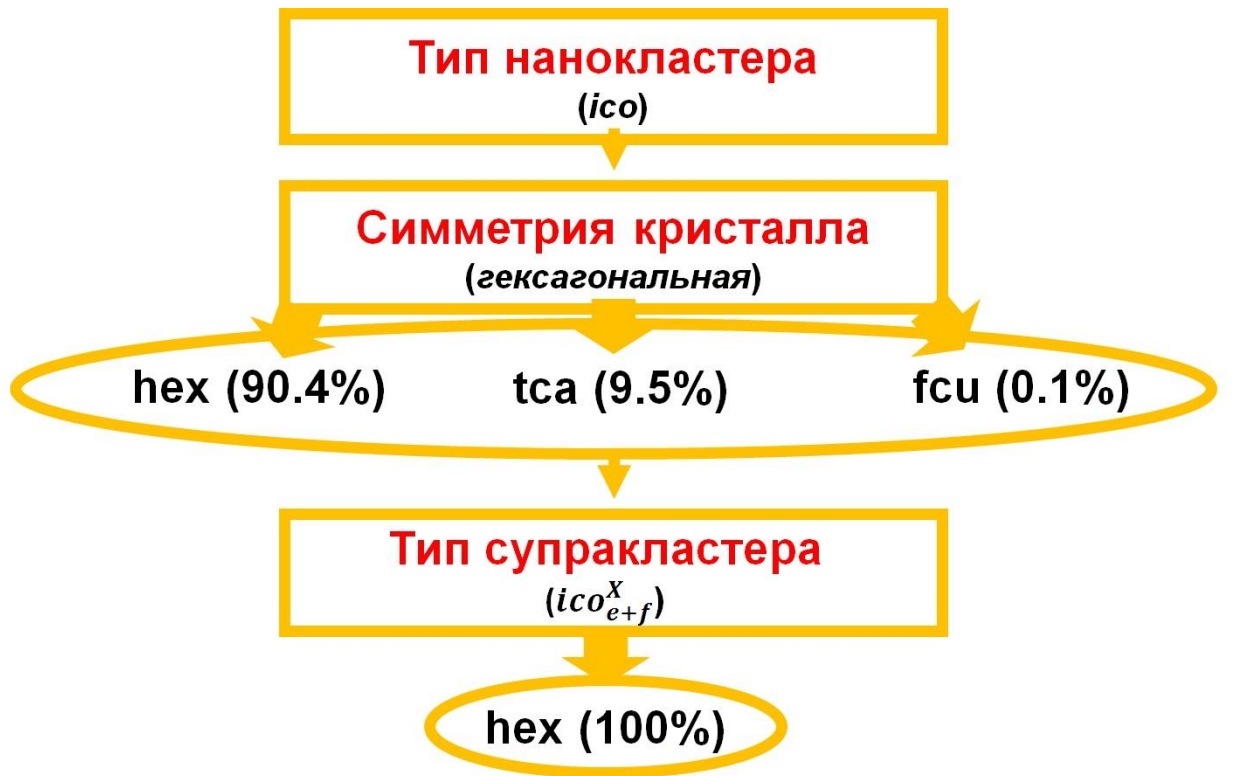 Тип нанокластера
(ico)
Симметрия кристалла
(гексагональная)
hex (90.4%) tca (9.5%) fcu (0.1%)
Тип супракластера
(ico^X_{e+f})
hex (100%)